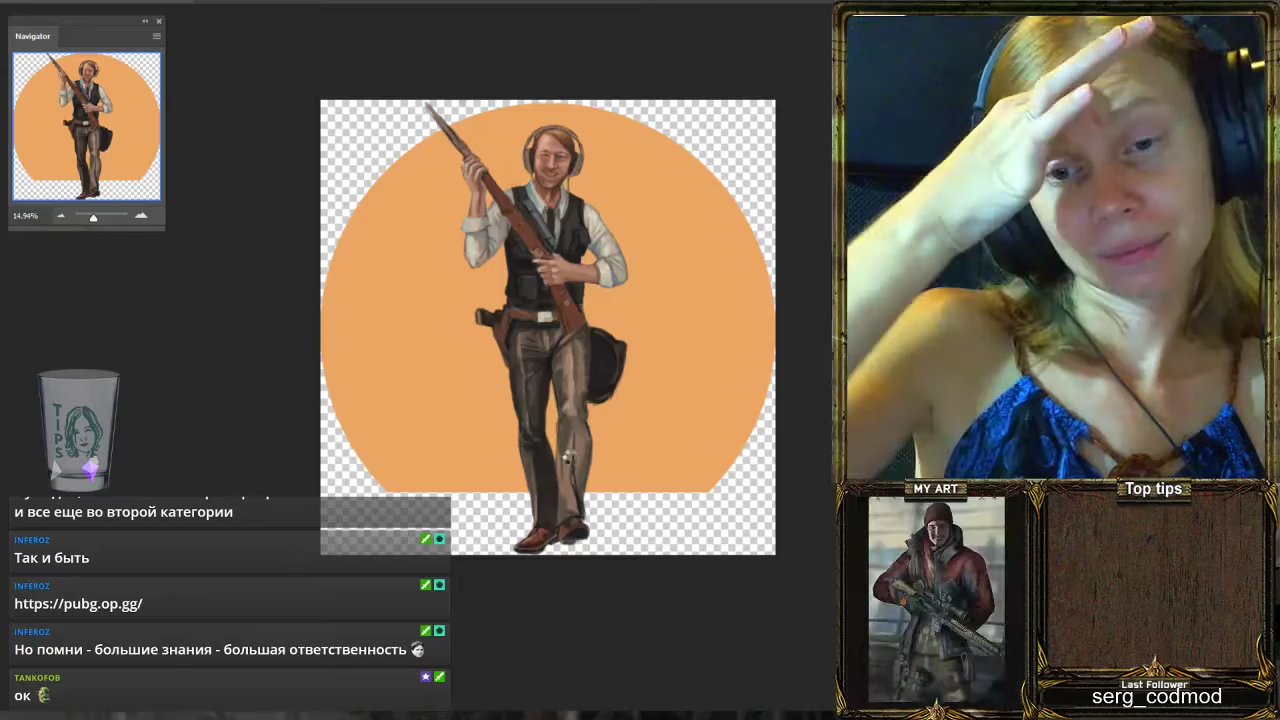 Navigator
14.94%
TIPS
и все еще во второй категории
INFEROZ
Так и быть
INFEROZ
https://pubg.op.gg/
INFEROZ
Но помни - большие знания - большая ответственность
TANKOFOB
ок
MY ART
Top tips
Last Follower
serg_codmod